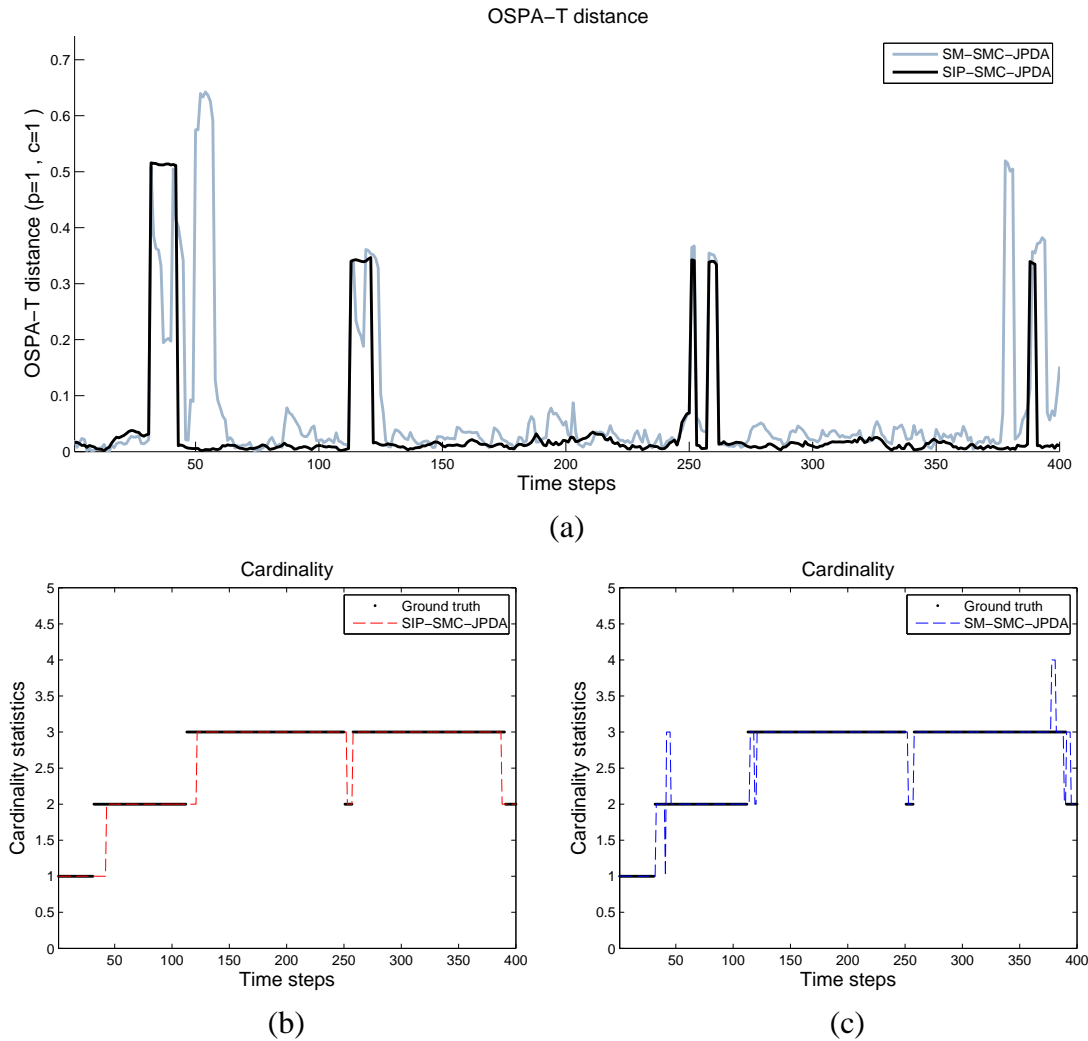 OSPA−T distance
SM−SMC−JPDA
SIP−SMC−JPDA
OSPA−T distance (p=1 , c=1 )
0.7
0.6
0.5
0.4
0.3
0.2
0.1
0
50 100 150 200 250 300 350 400
Time steps
(a)
Cardinality
Ground truth
SIP−SMC−JPDA
Cardinality statistics
5
4.5
4
3.5
3
2.5
2
1.5
1
0.5
0
50 100 150 200 250 300 350 400
Time steps
(b)
Cardinality
Ground truth
SM−SMC−JPDA
Cardinality statistics
5
4.5
4
3.5
3
2.5
2
1.5
1
0.5
0
50 100 150 200 250 300 350 400
Time steps
(c)